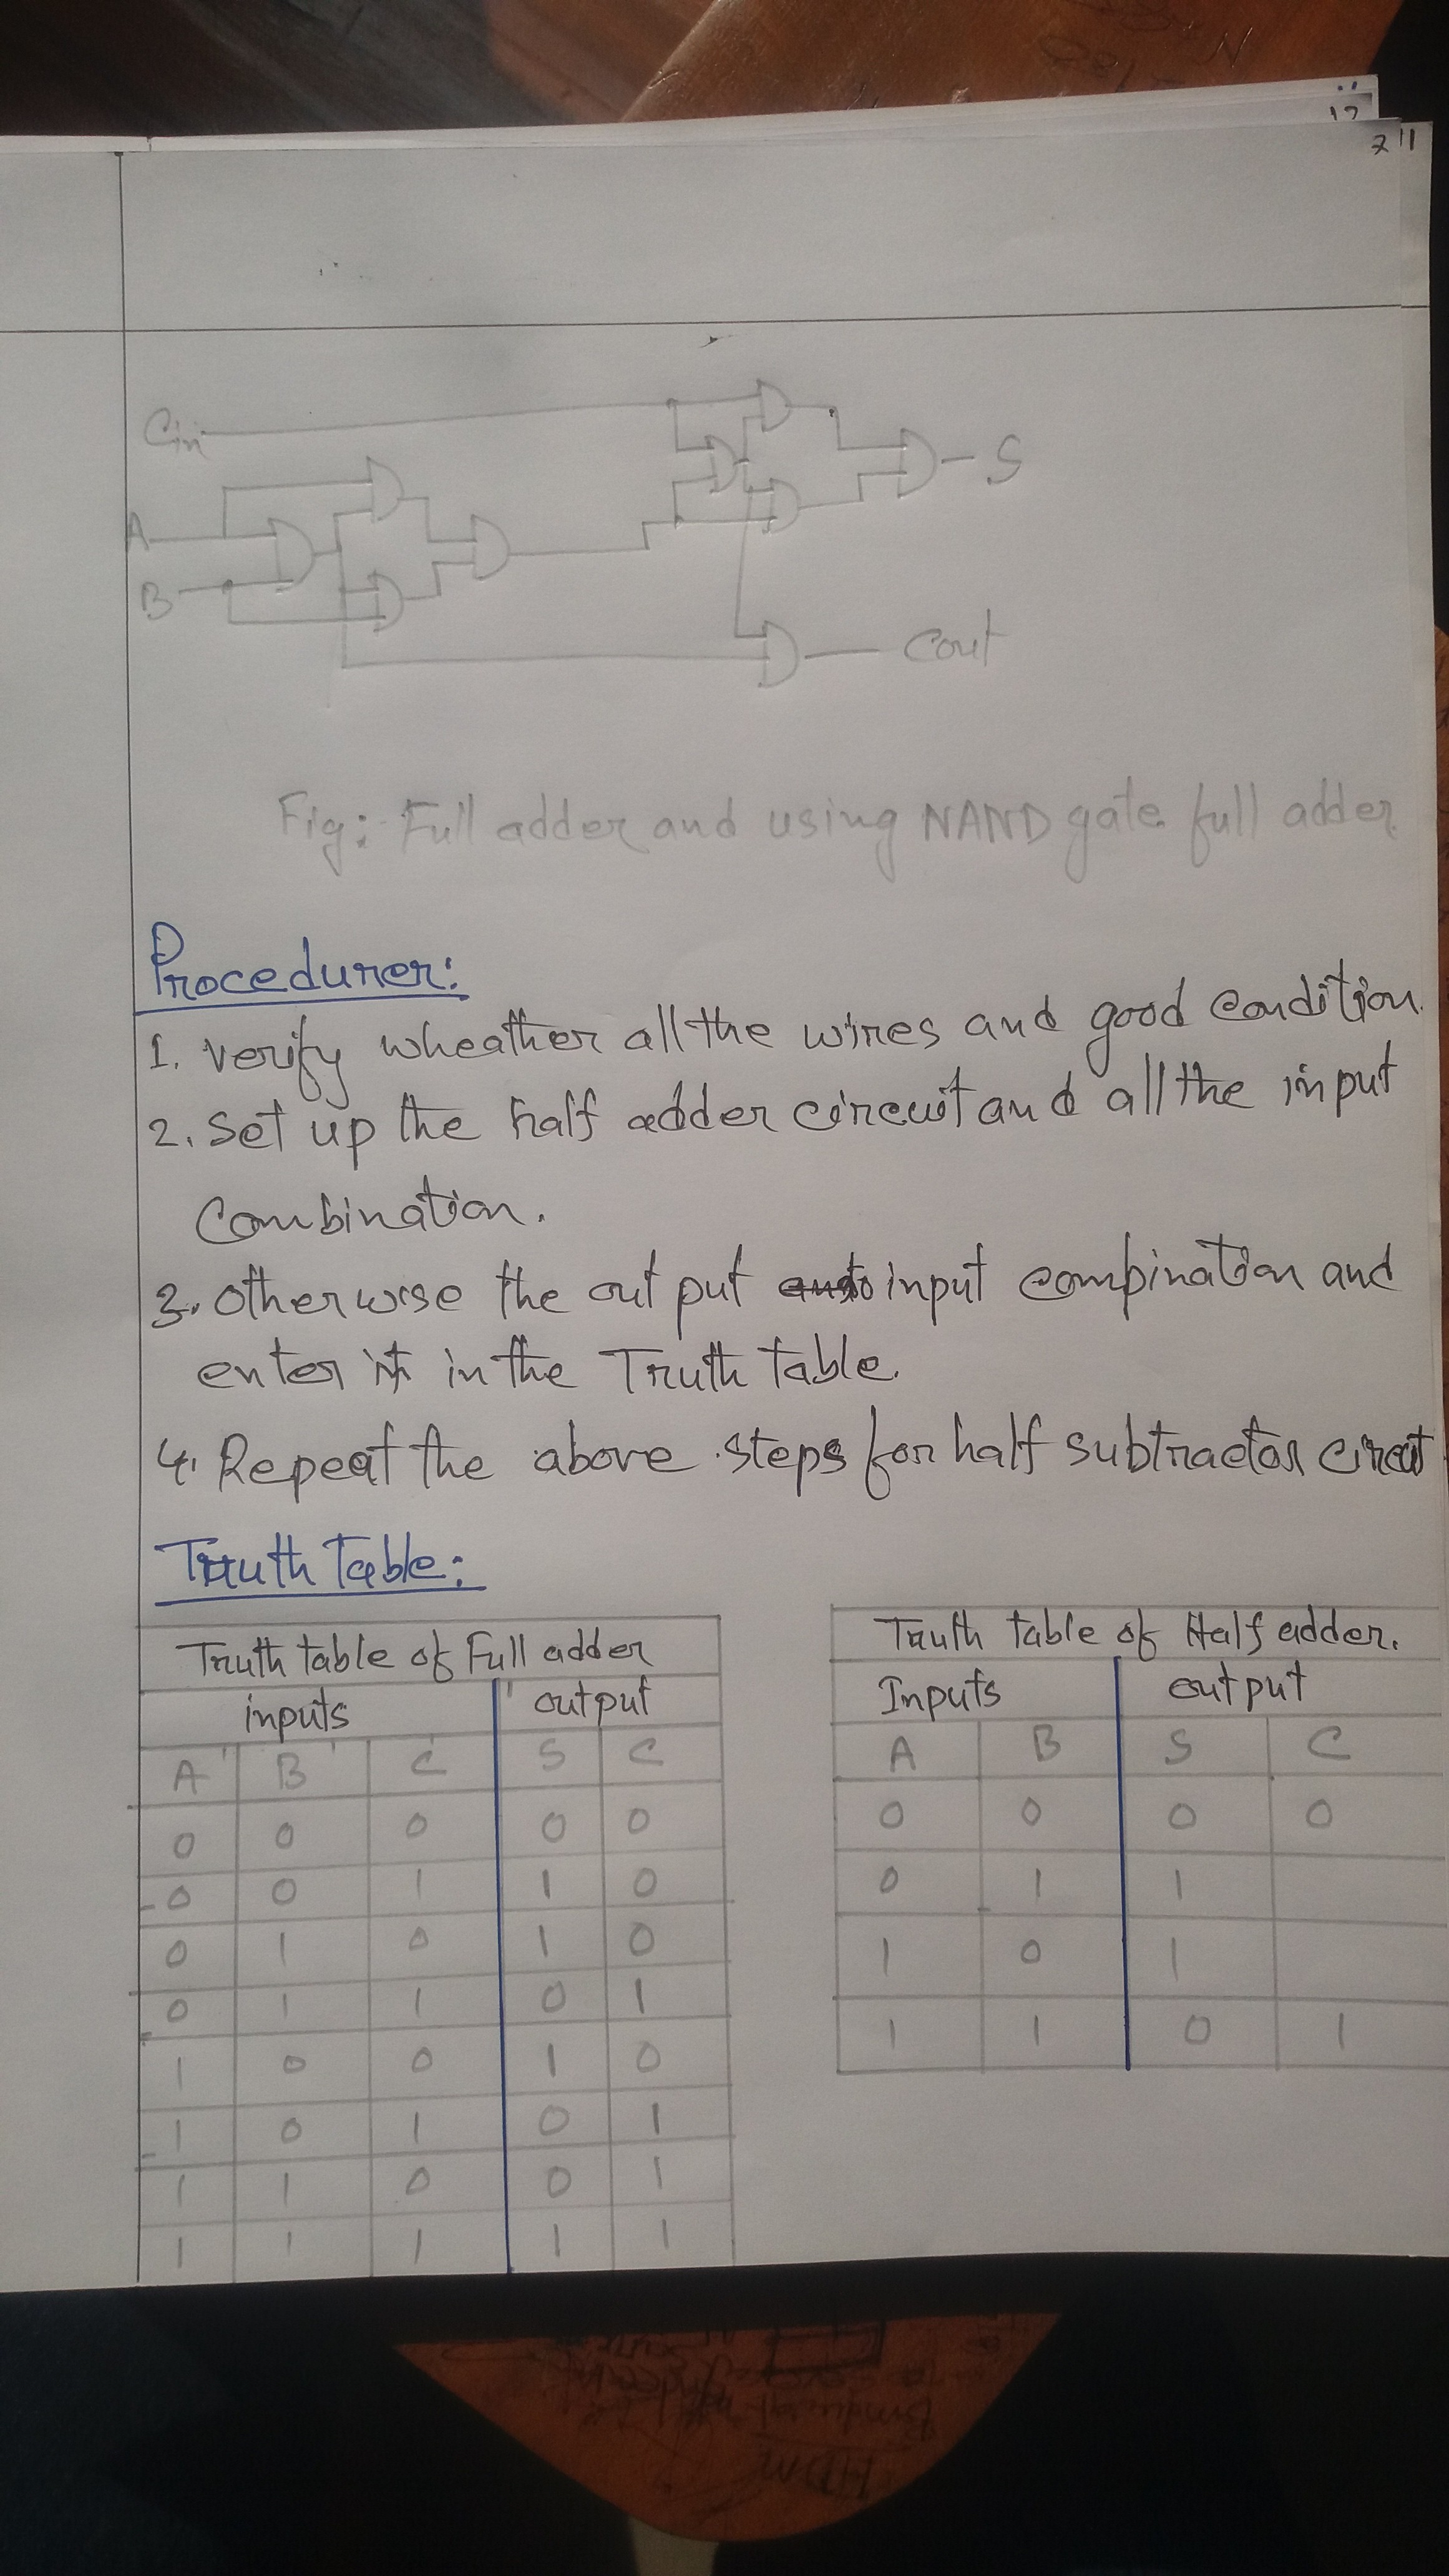 Cin
A
B
S
Cout
Fig: Full adder and using NAND gate full adder
Procedurer:
1. verify wheather all the wires and good condition.
2. Set up the half adder circuit and all the input
combination.
3. otherwise the out put input combination and
enter it in the Truth table.
4. Repeat the above steps for half subtractor circuit
Truth Table:
Truth table of Full adder
inputs output
A B C S C
0 0 0 0 0
0 0 1 1 0
0 1 0 1 0
0 1 1 0 1
1 0 0 1 0
1 0 1 0 1
1 1 0 0 1
1 1 1 1 1
Truth table of Half adder.
Inputs output
A B S C
0 0 0 0
0 1 1
1 0 1
1 1 0 1